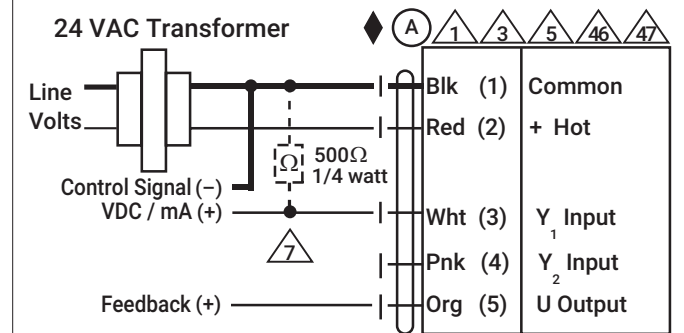 24 VAC Transformer
A 1 3 5 46 47
Line
Volts
Blk (1) Common
Red (2) + Hot
Ω 500Ω
1/4 watt
Control Signal (–)
VDC / mA (+)
Wht (3) Y1 Input
7
Pnk (4) Y2 Input
Feedback (+)
Org (5) U Output